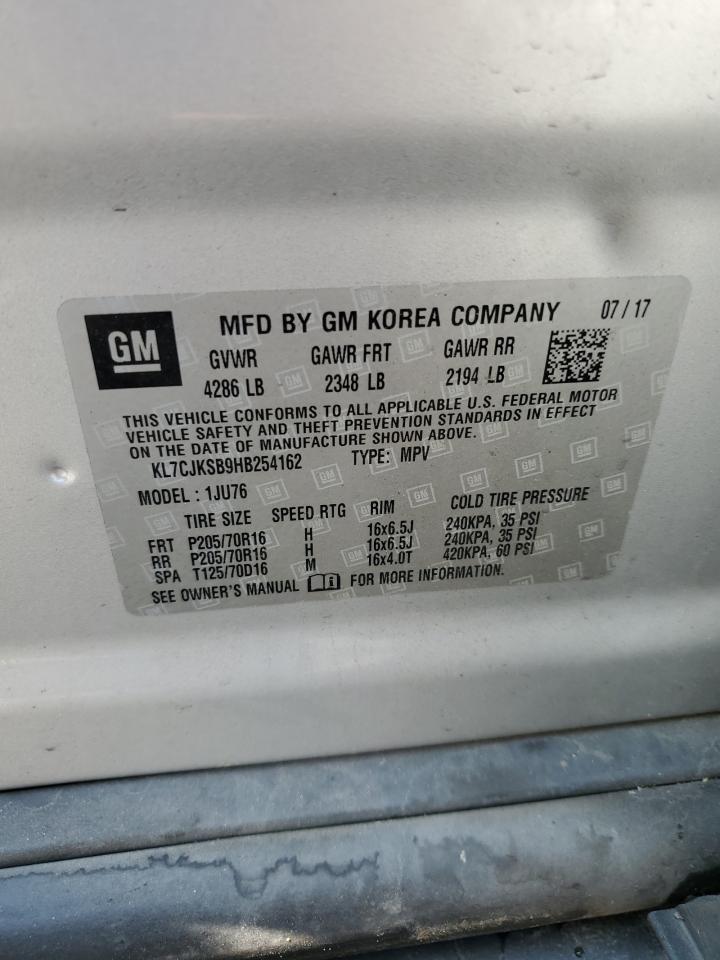 GM MFD BY GM KOREA COMPANY 07 / 17
GVWR GAWR FRT GAWR RR
4286 LB 2348 LB 2194 LB
THIS VEHICLE CONFORMS TO ALL APPLICABLE U.S. FEDERAL MOTOR
VEHICLE SAFETY AND THEFT PREVENTION STANDARDS IN EFFECT
ON THE DATE OF MANUFACTURE SHOWN ABOVE.
KL7CJKSB9HB254162 TYPE: MPV
MODEL : 1JU76
TIRE SIZE SPEED RTG RIM COLD TIRE PRESSURE
FRT P205/70R16 H 16x6.5J 240KPA, 35 PSI
RR P205/70R16 H 16x6.5J 240KPA, 35 PSI
SPA T125/70D16 M 16x4.0T 420KPA, 60 PSI
SEE OWNER'S MANUAL FOR MORE INFORMATION.